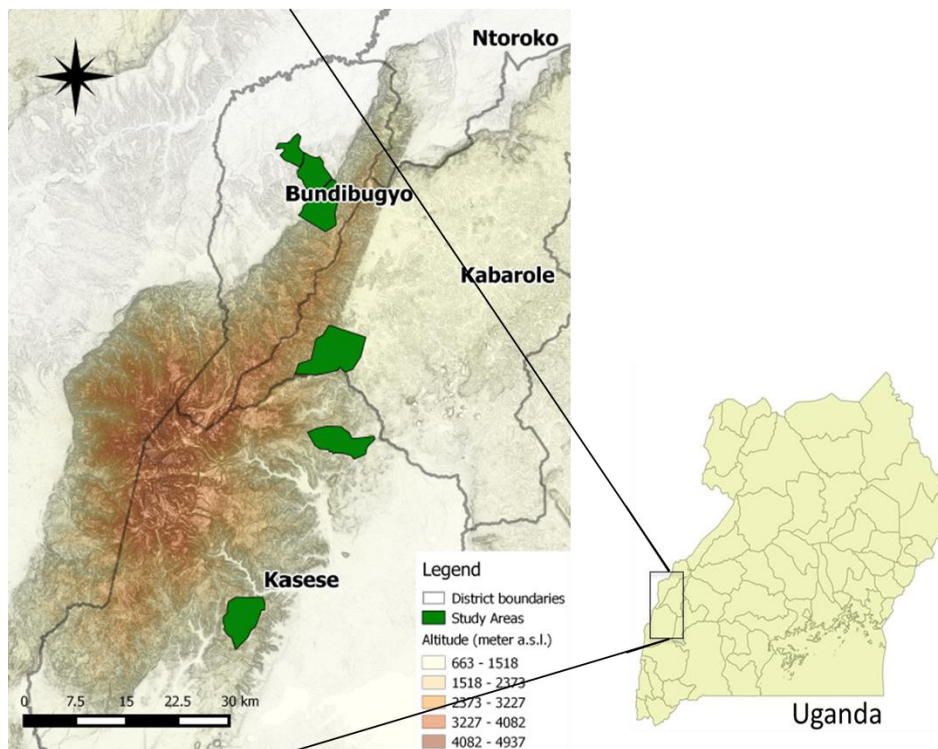 Ntoroko
Bundibugyo
Kabarole
Kasese
Legend
District boundaries
Study Areas
Altitude (meter a.s.l.)
663 - 1518
1518 - 2373
2373 - 3227
3227 - 4082
4082 - 4937
0 7.5 15 22.5 30 km
Uganda